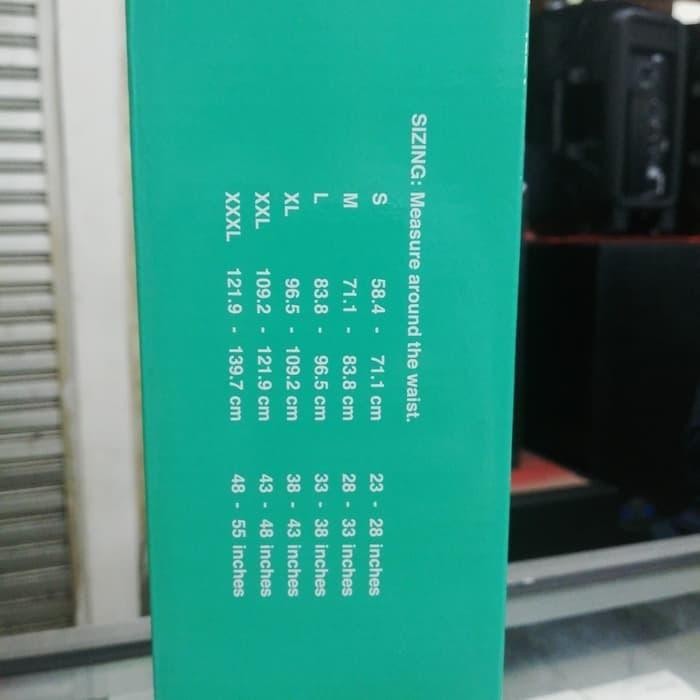 SIZING: Measure around the waist.
S 58.4 - 71.1 cm 23 - 28 inches
M 71.1 - 83.8 cm 28 - 33 inches
L 83.8 - 96.5 cm 33 - 38 inches
XL 96.5 - 109.2 cm 38 - 43 inches
XXL 109.2 - 121.9 cm 43 - 48 inches
XXXL 121.9 - 139.7 cm 48 - 55 inches